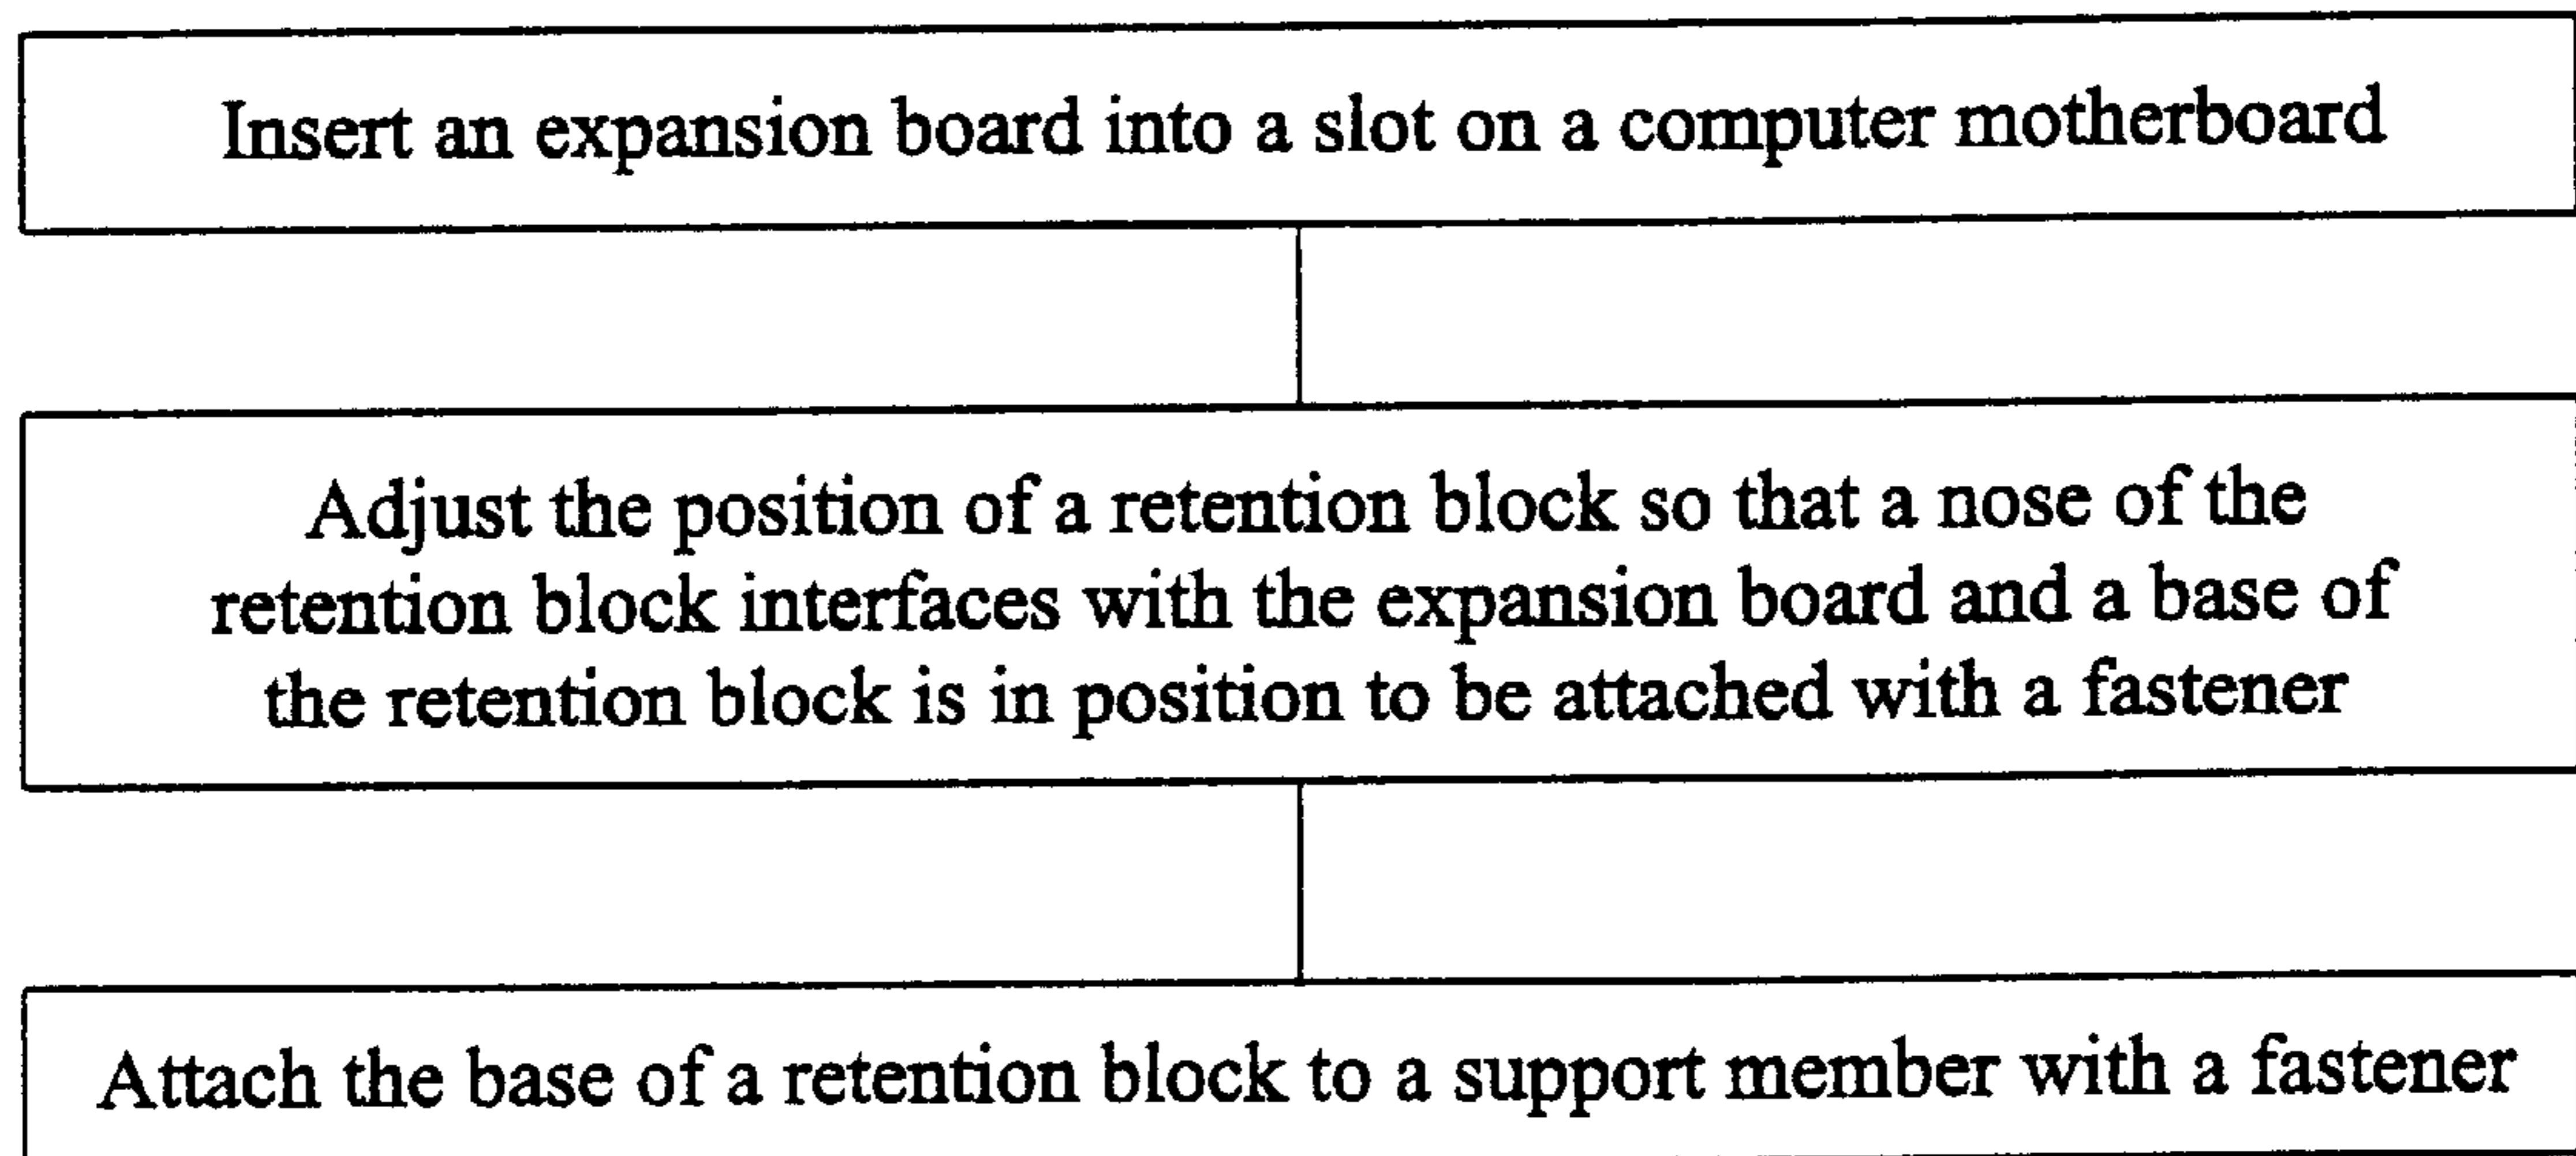 Insert an expansion board into a slot on a computer motherboard
Adjust the position of a retention block so that a nose of the
retention block interfaces with the expansion board and a base of
the retention block is in position to be attached with a fastener
Attach the base of a retention block to a support member with a fastener